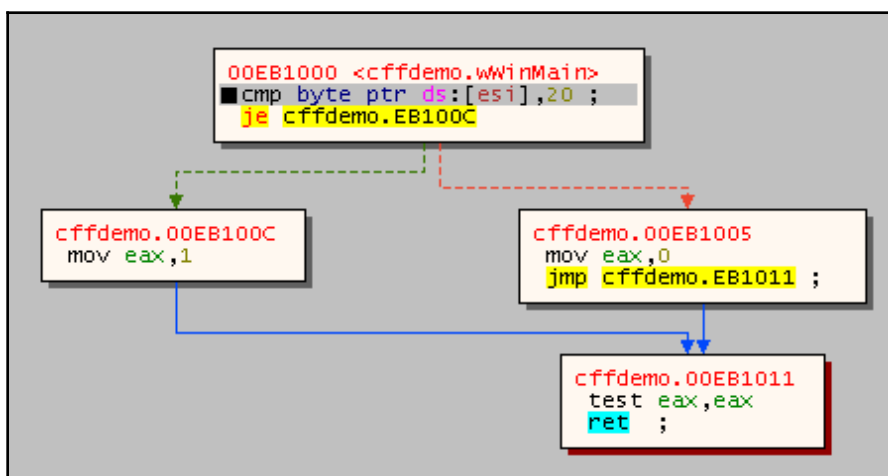 00EB1000 <cffdemo.wWinMain>
cmp byte ptr ds:[esi],20 ;
je cffdemo.EB100C
cffdemo.00EB100C
mov eax,1
cffdemo.00EB1005
mov eax,0
jmp cffdemo.EB1011 ;
cffdemo.00EB1011
test eax,eax
ret ;